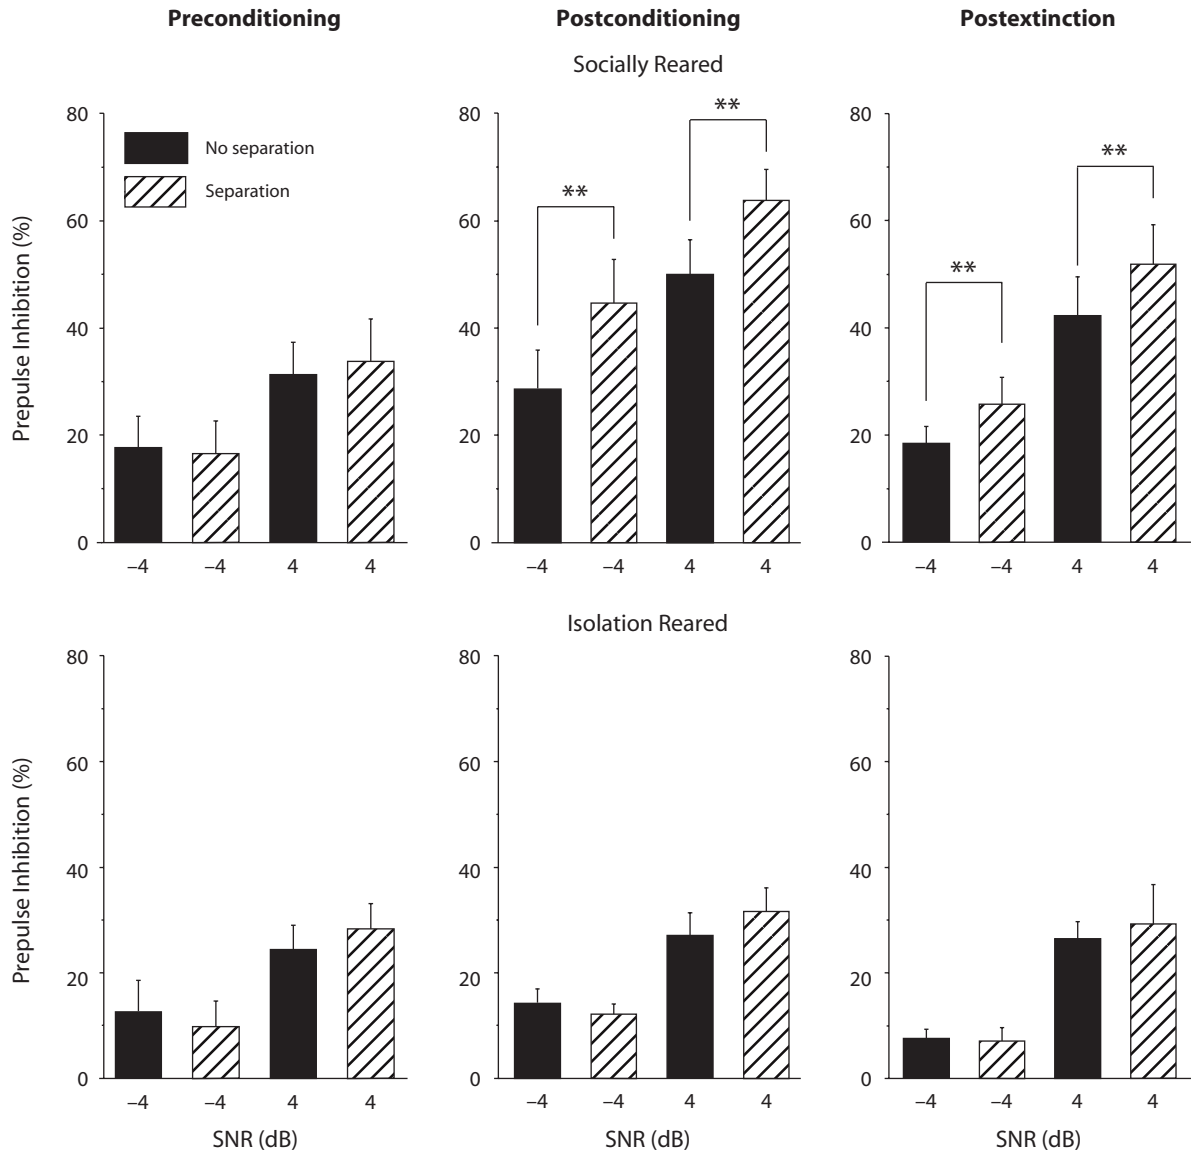 Preconditioning Postconditioning Postextinction
Socially Reared
80 80 80
** ** ** **
No separation
Separation
60 60 60
Prepulse Inhibition (%)
40 40 40
20 20 20
0 0 0
–4 –4 4 4 –4 –4 4 4 –4 –4 4 4
Isolation Reared
80 80 80
60 60 60
Prepulse Inhibition (%)
40 40 40
20 20 20
0 0 0
–4 –4 4 4 –4 –4 4 4 –4 –4 4 4
SNR (dB) SNR (dB) SNR (dB)